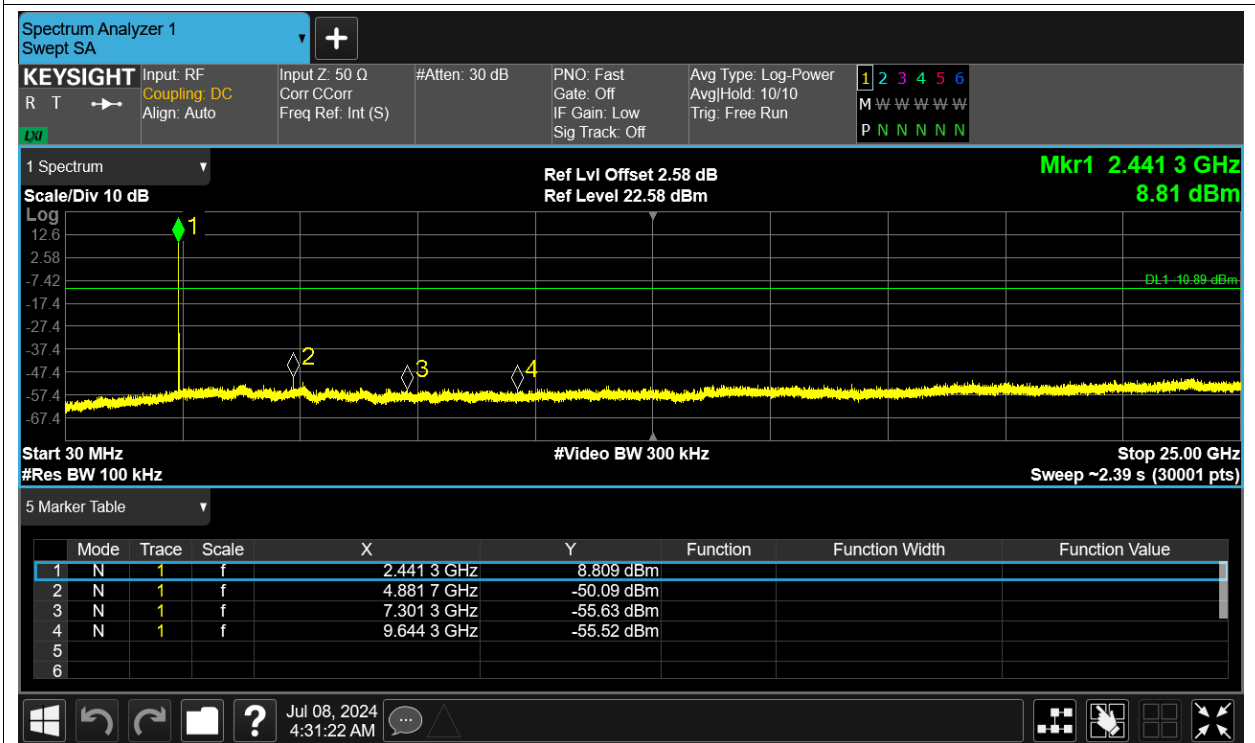 Spectrum Analyzer 1
Swept SA
KEYSIGHT
R T
LXI
Input: RF
Coupling: DC
Align: Auto
Input Z: 50 Ω
Corr CCorr
Freq Ref: Int (S)
#Atten: 30 dB
PNO: Fast
Gate: Off
IF Gain: Low
Sig Track: Off
Avg Type: Log-Power
Avg|Hold: 10/10
Trig: Free Run
1 2 3 4 5 6
M W W W W W W
P N N N N N
1 Spectrum
Scale/Div 10 dB
Log
Ref Lvl Offset 2.58 dB
Ref Level 22.58 dBm
Mkr1 2.441 3 GHz
8.81 dBm
12.6
2.58
-7.42
-17.4
-27.4
-37.4
-47.4
-57.4
-67.4
1
2
3
4
DL1 -10.89 dBm
Start 30 MHz
#Res BW 100 kHz
#Video BW 300 kHz
Stop 25.00 GHz
Sweep ~2.39 s (30001 pts)
5 Marker Table
Mode Trace Scale X Y Function Function Width Function Value
1 N 1 f 2.441 3 GHz 8.809 dBm
2 N 1 f 4.881 7 GHz -50.09 dBm
3 N 1 f 7.301 3 GHz -55.63 dBm
4 N 1 f 9.644 3 GHz -55.52 dBm
5
6
?
Jul 08, 2024
4:31:22 AM